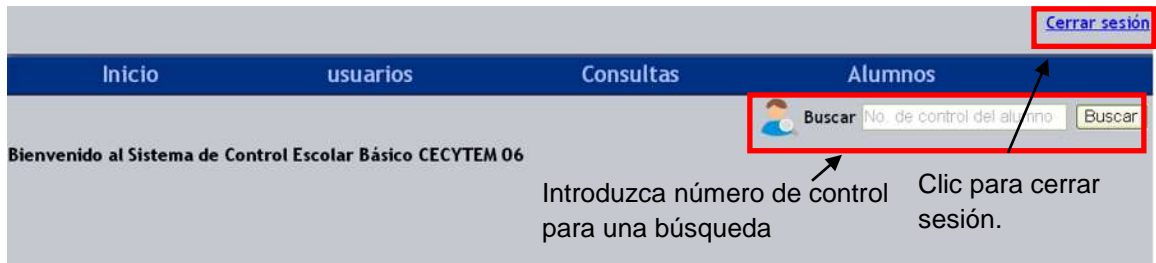 Cerrar sesión
Inicio usuarios Consultas Alumnos
Buscar No. de control del alumno Buscar
Bienvenido al Sistema de Control Escolar Básico CECYTEM 06
Introduzca número de control
para una búsqueda
Clic para cerrar
sesión.